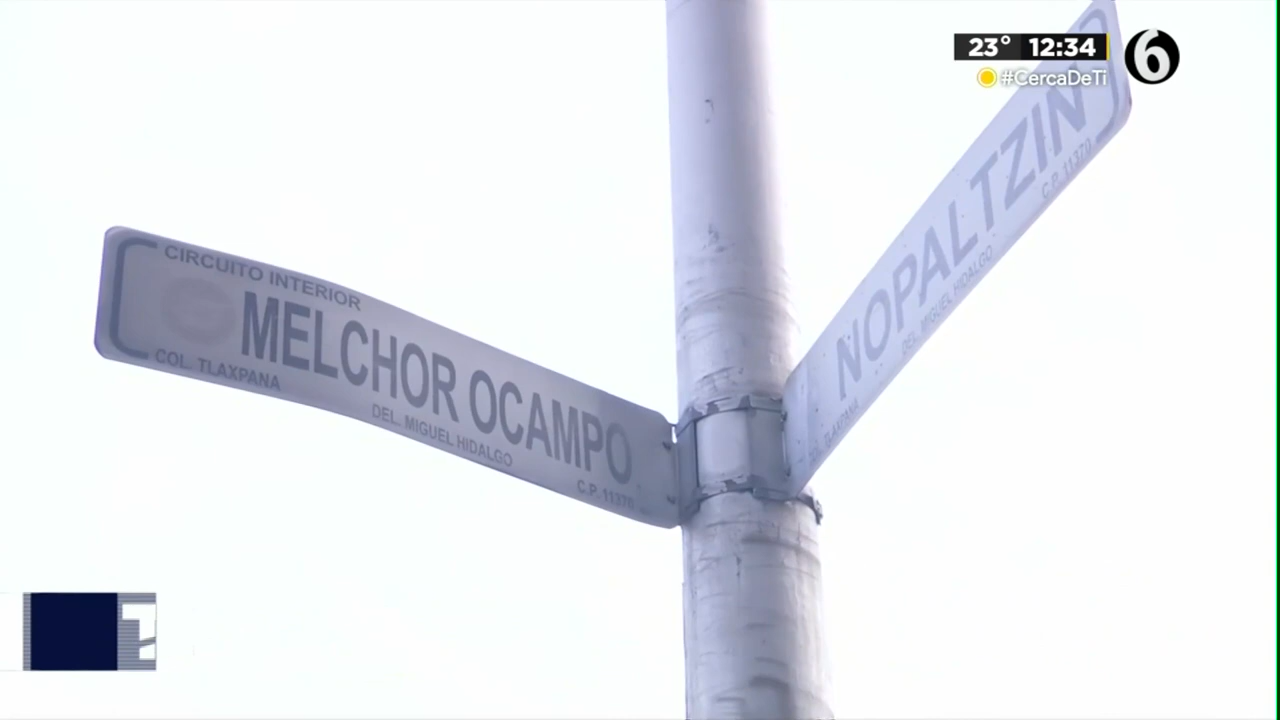 23° 12:34
#CercaDeTi
6
CIRCUITO INTERIOR
MELCHOR OCAMPO
COL. TLAXPANA
DEL. MIGUEL HIDALGO
C.P. 11370
NOPALTZIN
COL. TLAXPANA
DEL. MIGUEL HIDALGO
C.P. 11370